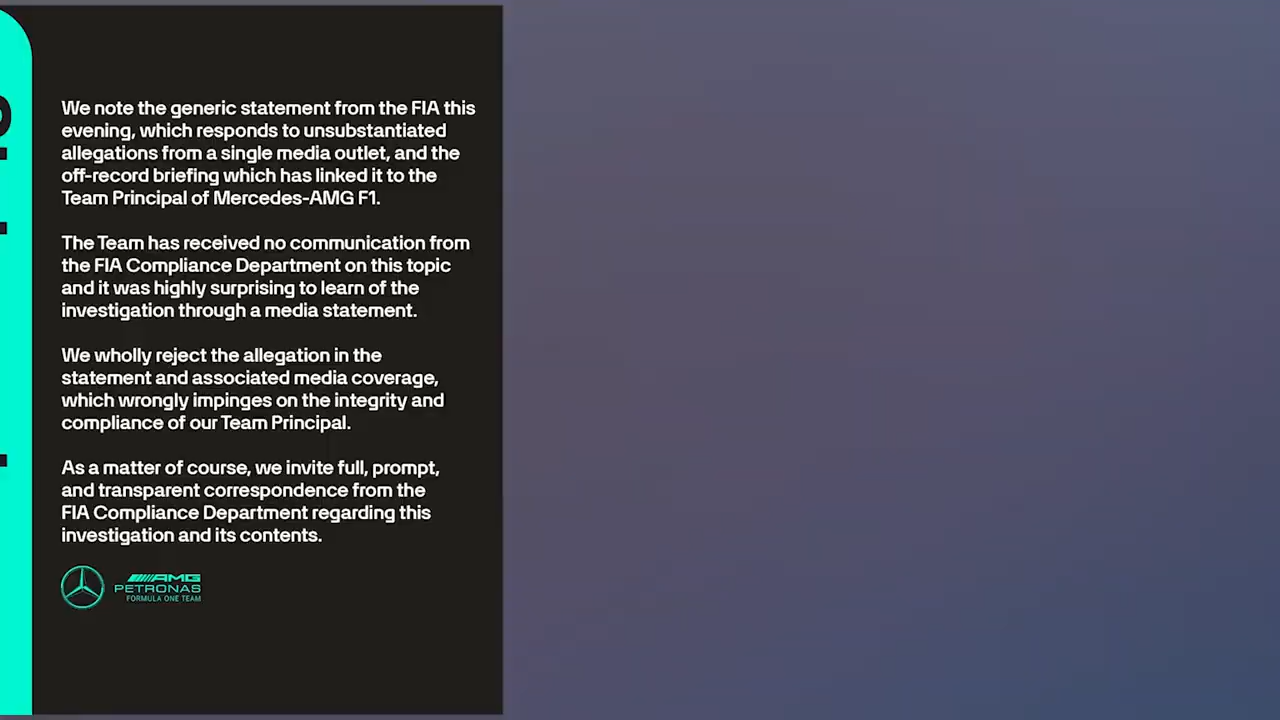 We note the generic statement from the FIA this
evening, which responds to unsubstantiated
allegations from a single media outlet, and the
off-record briefing which has linked it to the
Team Principal of Mercedes-AMG F1.
The Team has received no communication from
the FIA Compliance Department on this topic
and it was highly surprising to learn of the
investigation through a media statement.
We wholly reject the allegation in the
statement and associated media coverage,
which wrongly impinges on the integrity and
compliance of our Team Principal.
As a matter of course, we invite full, prompt,
and transparent correspondence from the
FIA Compliance Department regarding this
investigation and its contents.
AMG
PETRONAS
FORMULA ONE TEAM